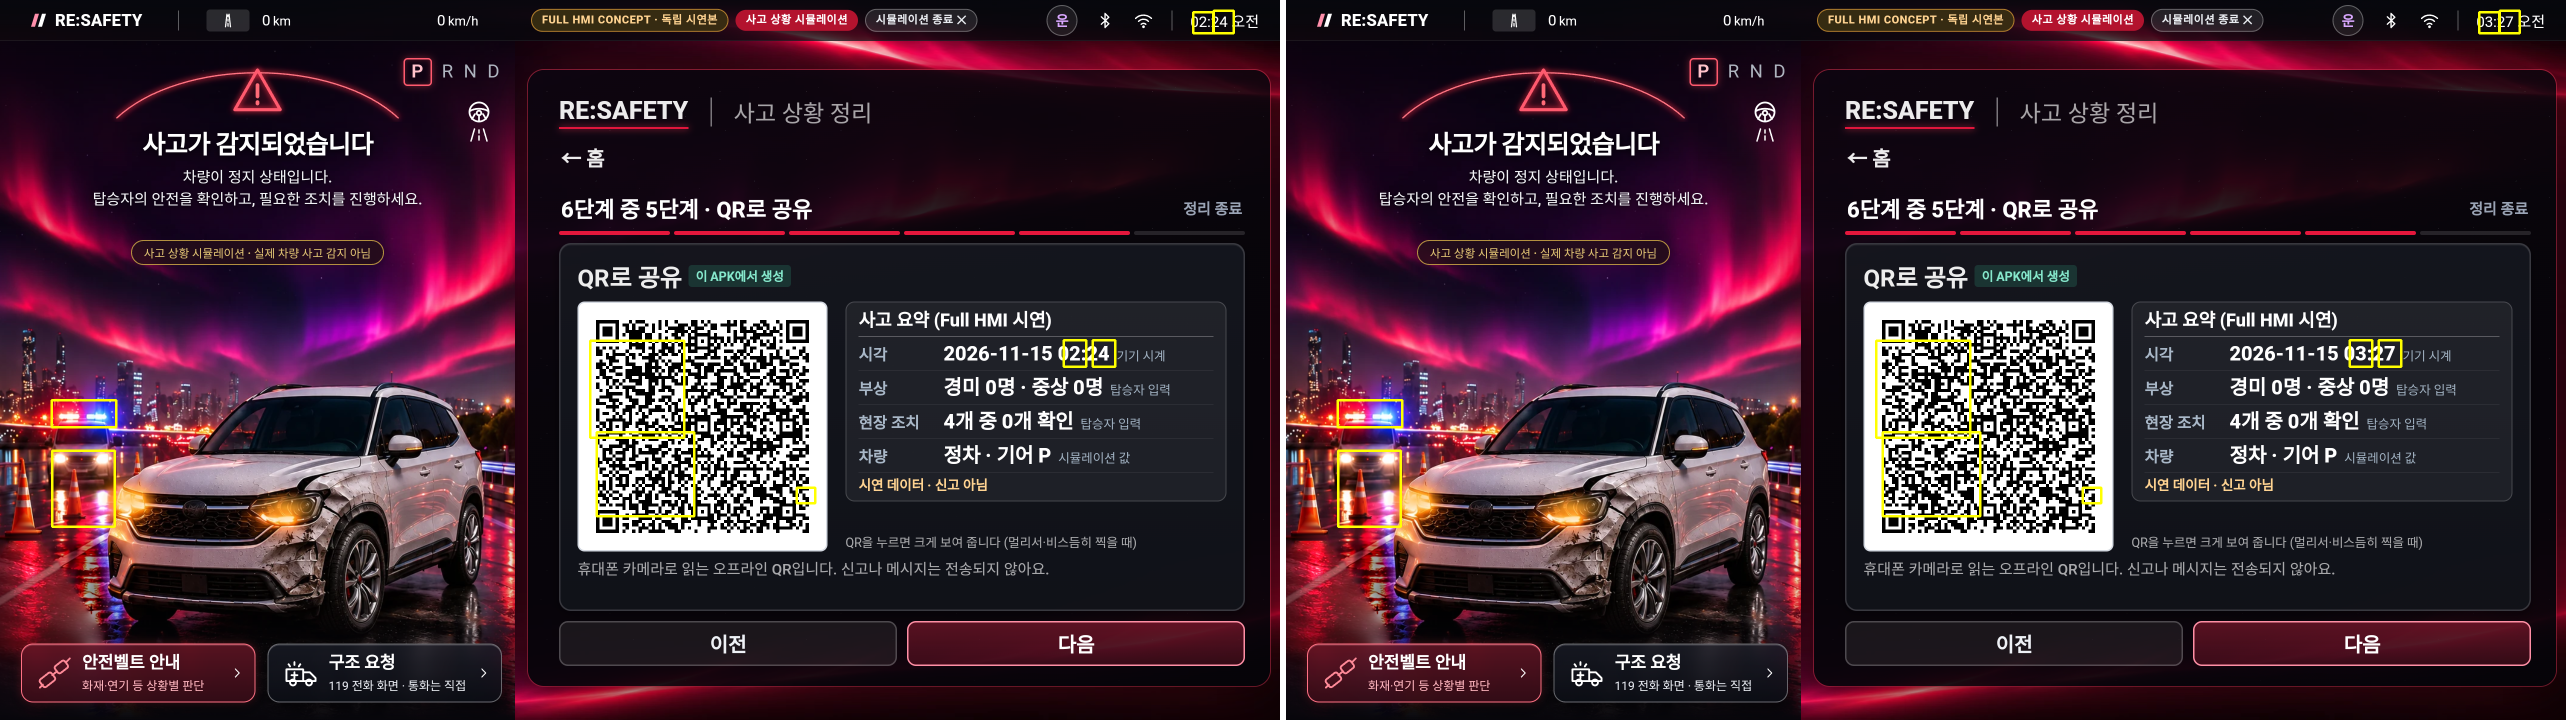 RE:SAFETY
0 km
0 km/h
FULL HMI CONCEPT · 독립 시연본
사고 상황 시뮬레이션
시뮬레이션 종료 ×
운
02:24 오전
P R N D
사고가 감지되었습니다
차량이 정지 상태입니다.
탑승자의 안전을 확인하고, 필요한 조치를 진행하세요.
사고 상황 시뮬레이션 · 실제 차량 사고 감지 아님
안전벨트 안내
화재·연기 등 상황별 판단
구조 요청
119 전화 화면 · 통화는 직접
RE:SAFETY | 사고 상황 정리
← 홈
6단계 중 5단계 · QR로 공유
정리 종료
QR로 공유 이 APK에서 생성
사고 요약 (Full HMI 시연)
시각 2026-11-15 02:24 기기 시계
부상 경미 0명 · 중상 0명 탑승자 입력
현장 조치 4개 중 0개 확인 탑승자 입력
차량 정차 · 기어 P 시뮬레이션 값
시연 데이터 · 신고 아님
QR을 누르면 크게 보여 줍니다 (멀리서·비스듬히 찍을 때)
휴대폰 카메라로 읽는 오프라인 QR입니다. 신고나 메시지는 전송되지 않아요.
이전
다음
RE:SAFETY
0 km
0 km/h
FULL HMI CONCEPT · 독립 시연본
사고 상황 시뮬레이션
시뮬레이션 종료 ×
운
03:27 오전
P R N D
사고가 감지되었습니다
차량이 정지 상태입니다.
탑승자의 안전을 확인하고, 필요한 조치를 진행하세요.
사고 상황 시뮬레이션 · 실제 차량 사고 감지 아님
안전벨트 안내
화재·연기 등 상황별 판단
구조 요청
119 전화 화면 · 통화는 직접
RE:SAFETY | 사고 상황 정리
← 홈
6단계 중 5단계 · QR로 공유
정리 종료
QR로 공유 이 APK에서 생성
사고 요약 (Full HMI 시연)
시각 2026-11-15 03:27 기기 시계
부상 경미 0명 · 중상 0명 탑승자 입력
현장 조치 4개 중 0개 확인 탑승자 입력
차량 정차 · 기어 P 시뮬레이션 값
시연 데이터 · 신고 아님
QR을 누르면 크게 보여 줍니다 (멀리서·비스듬히 찍을 때)
휴대폰 카메라로 읽는 오프라인 QR입니다. 신고나 메시지는 전송되지 않아요.
이전
다음